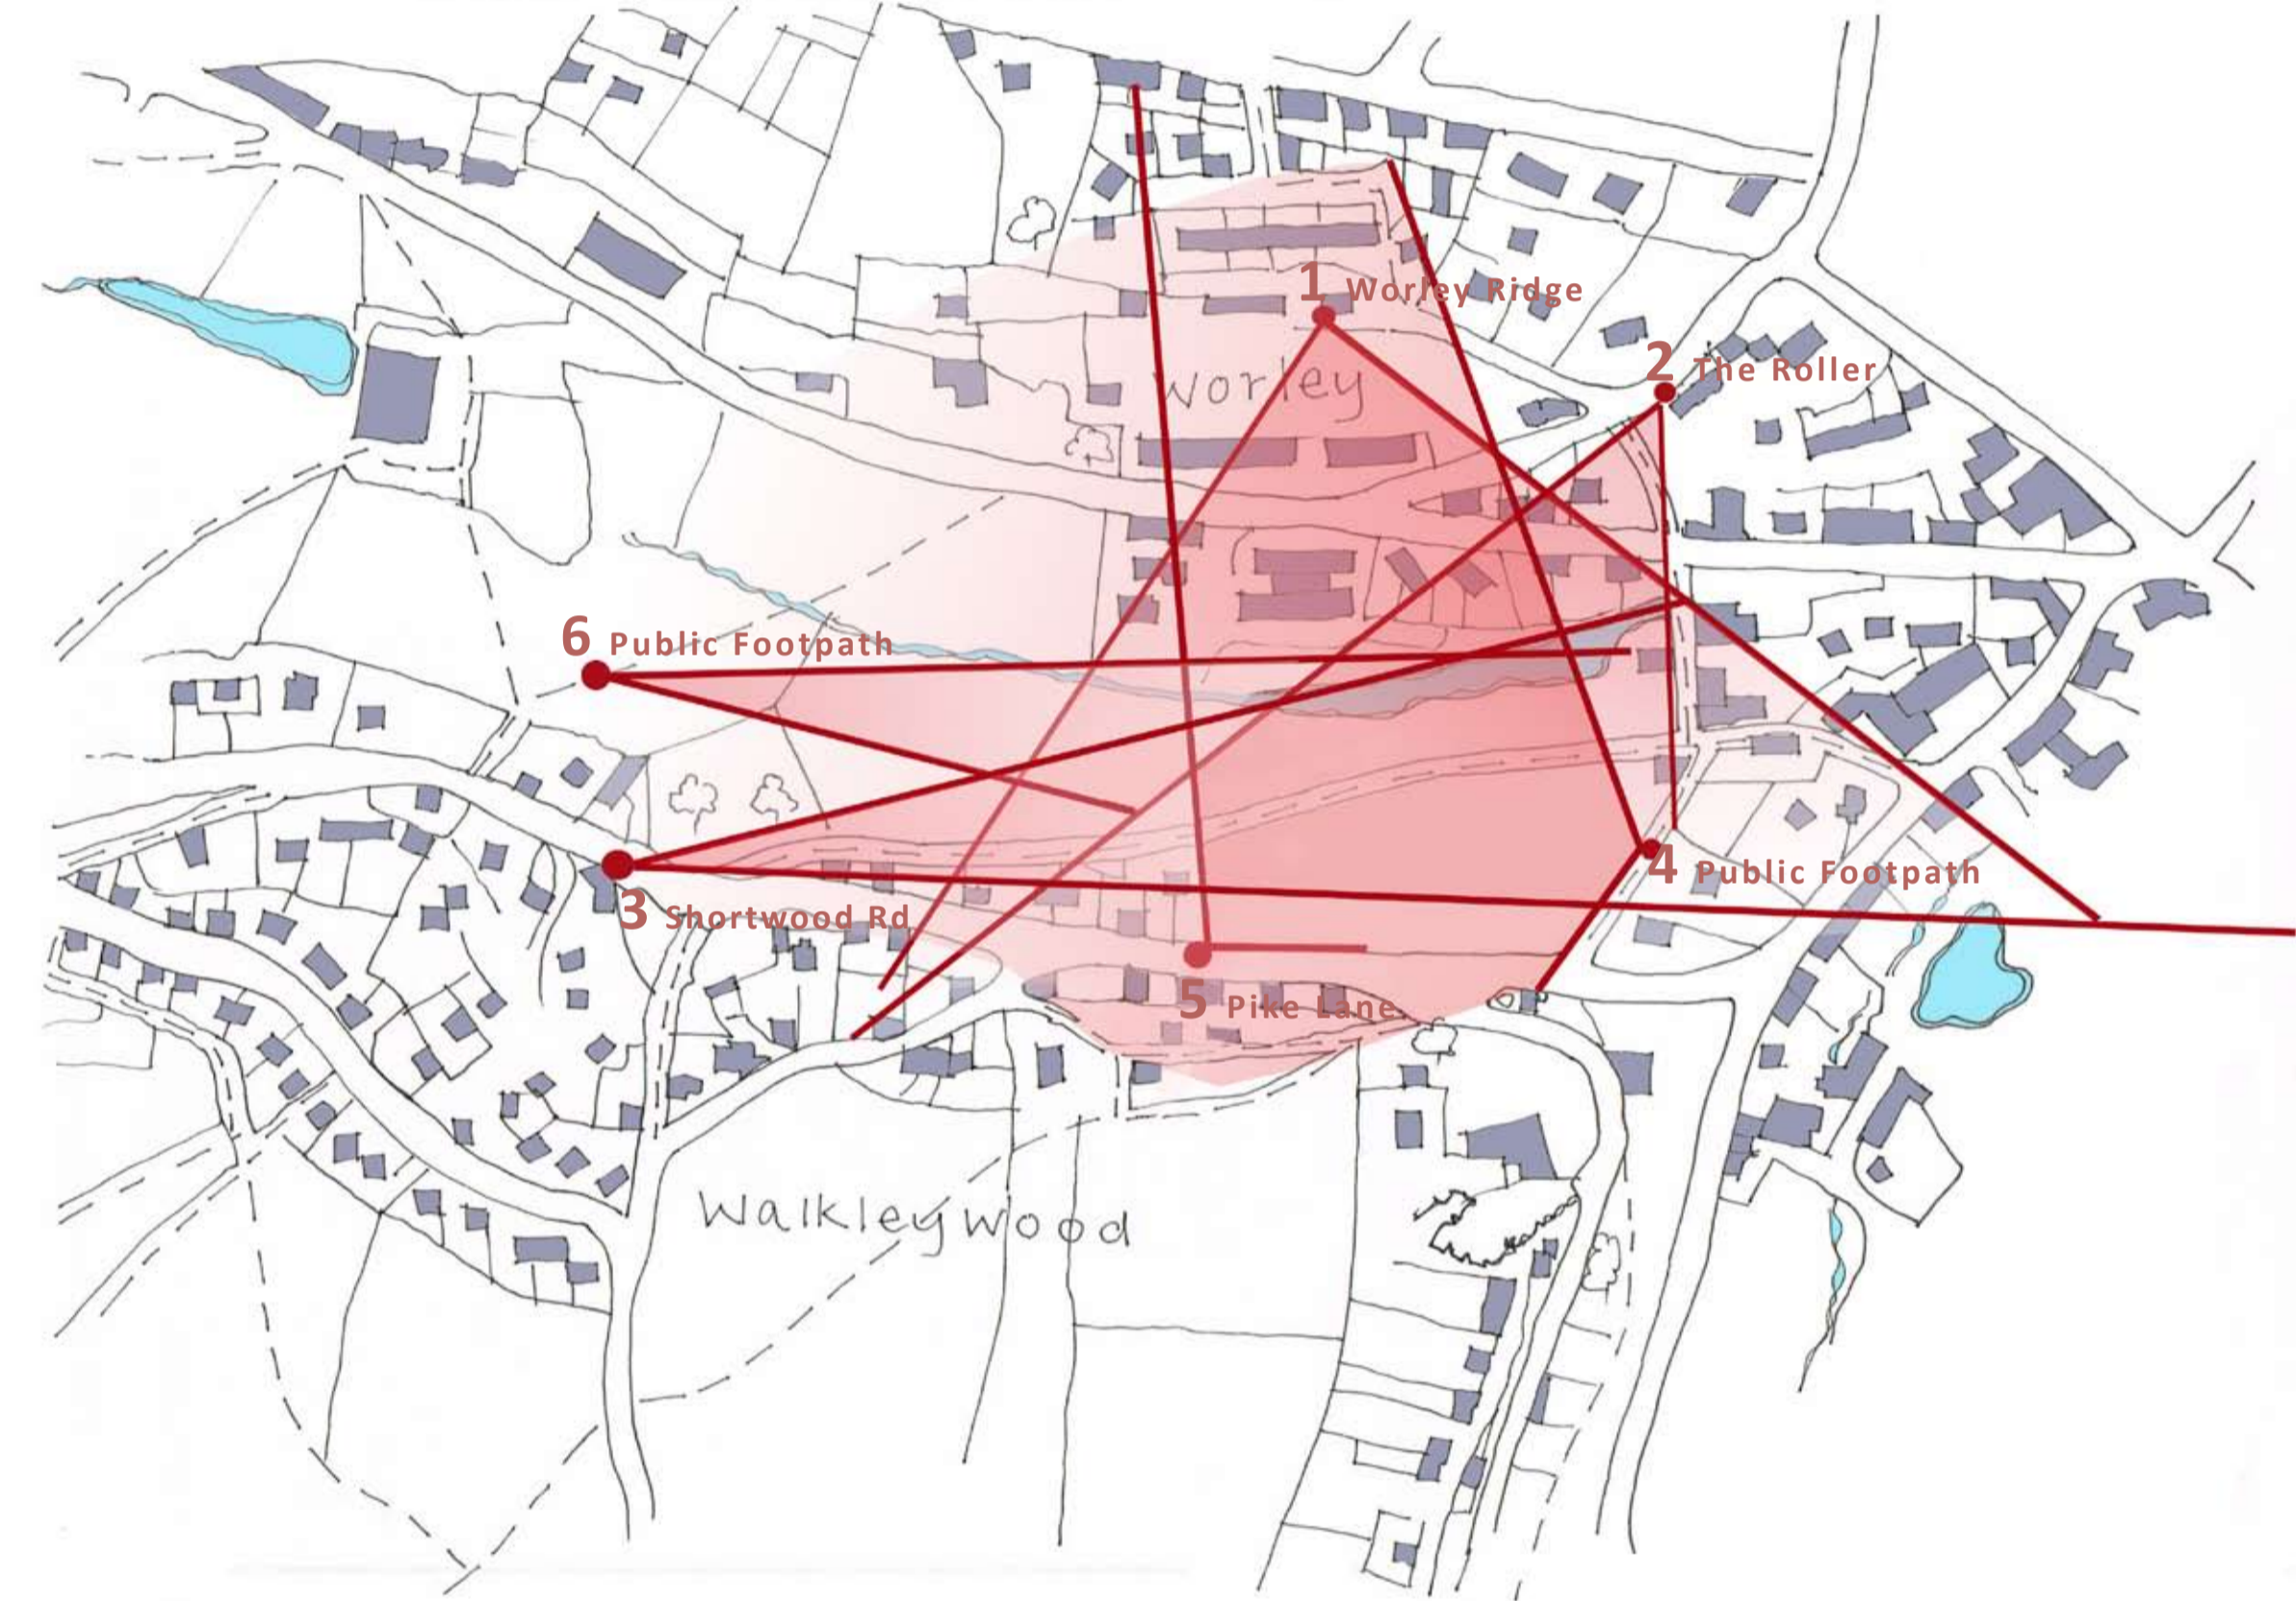 1 Worley Ridge
2 The Roller
Worley
6 Public Footpath
4 Public Footpath
3 Shortwood Rd
5 Pike Lane
Walkleywood